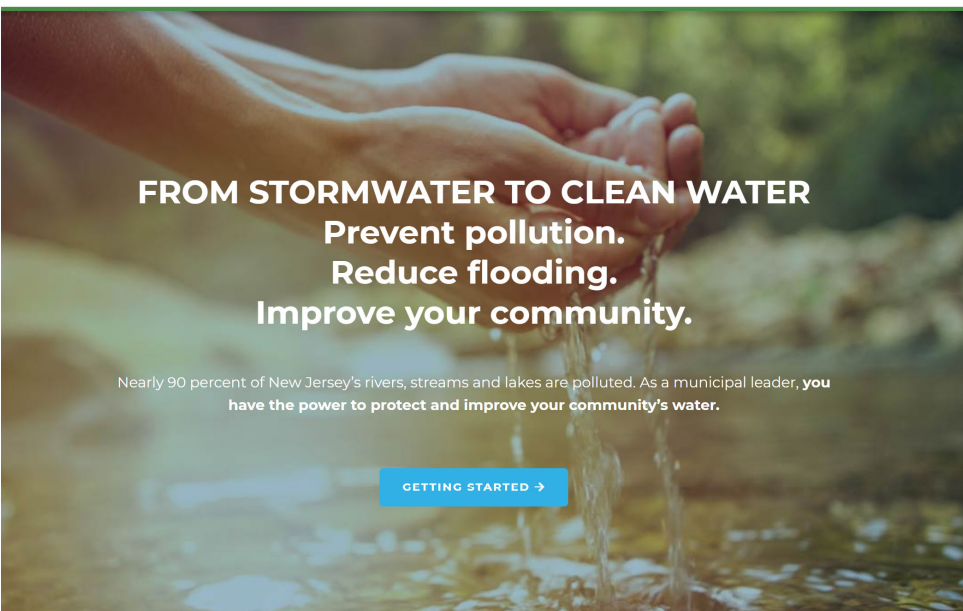 FROM STORMWATER TO CLEAN WATER
Prevent pollution.
Reduce flooding.
Improve your community.
Nearly 90 percent of New Jersey’s rivers, streams and lakes are polluted. As a municipal leader, you
have the power to protect and improve your community’s water.
GETTING STARTED →